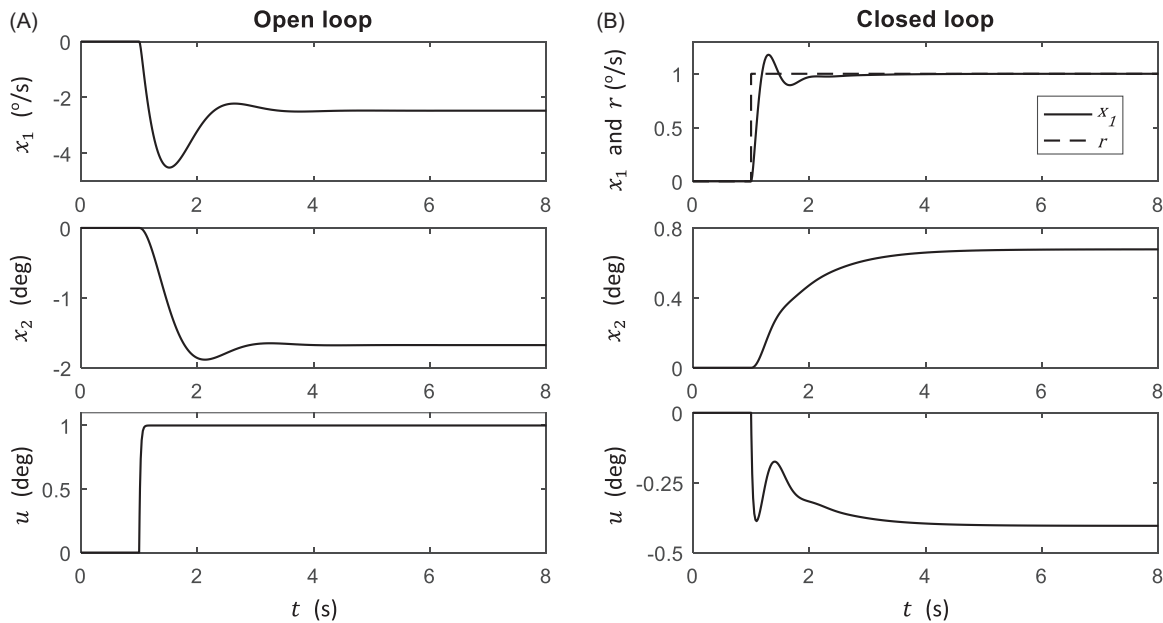 (A) Open loop
0
-2
-4
x₁ (°/s)
0 2 4 6 8
0
-1
-2
x₂ (deg)
0 2 4 6 8
1
0.5
0
u (deg)
0 2 4 6 8
t (s)
(B) Closed loop
1
0.5
0
x₁ and r (°/s)
x₁
r
0 2 4 6 8
0.8
0.4
0
x₂ (deg)
0 2 4 6 8
0
-0.25
-0.5
u (deg)
0 2 4 6 8
t (s)